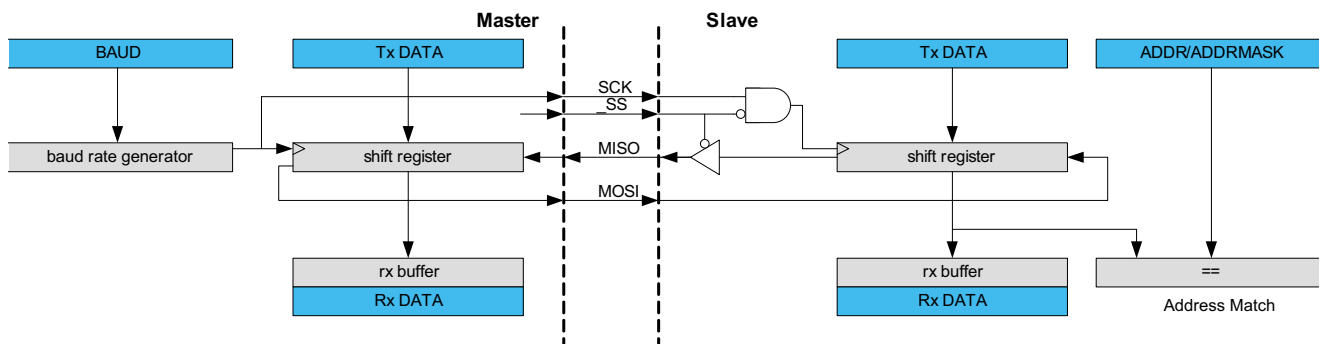 Master Slave
BAUD Tx DATA Tx DATA ADDR/ADDRMASK
SCK
_SS
baud rate generator shift register MISO shift register
MOSI
rx buffer rx buffer ==
Rx DATA Rx DATA Address Match